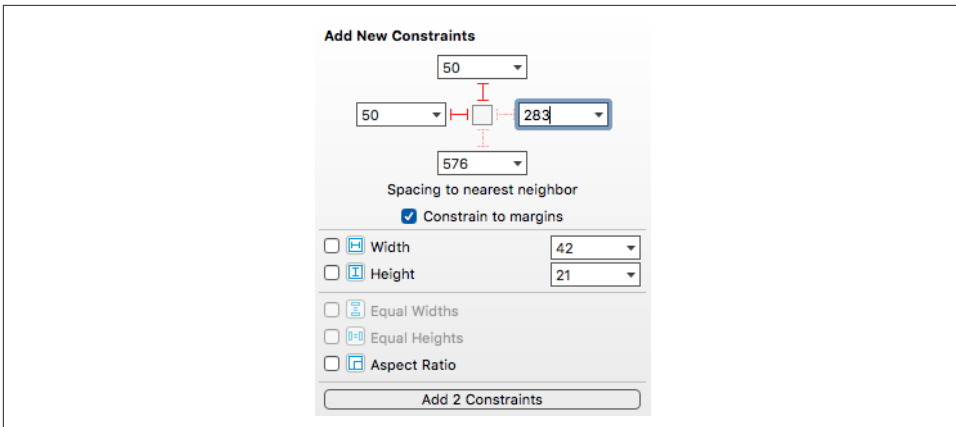 Add New Constraints
50
50 283
576
Spacing to nearest neighbor
Constrain to margins
Width 42
Height 21
Equal Widths
Equal Heights
Aspect Ratio
Add 2 Constraints